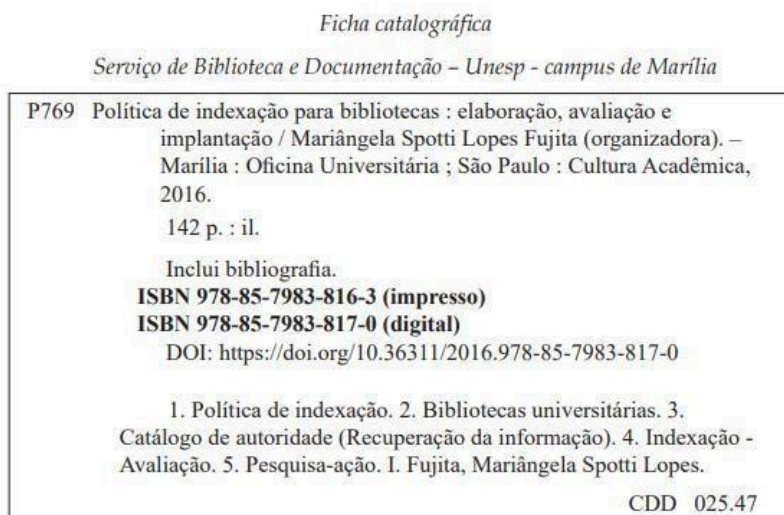 Ficha catalográfica
Serviço de Biblioteca e Documentação – Unesp - campus de Marília
P769 Política de indexação para bibliotecas : elaboração, avaliação e
implantação / Mariângela Spotti Lopes Fujita (organizadora). –
Marília : Oficina Universitária ; São Paulo : Cultura Acadêmica,
2016.
142 p. : il.
Inclui bibliografia.
ISBN 978-85-7983-816-3 (impresso)
ISBN 978-85-7983-817-0 (digital)
DOI: https://doi.org/10.36311/2016.978-85-7983-817-0
1. Política de indexação. 2. Bibliotecas universitárias. 3.
Catálogo de autoridade (Recuperação da informação). 4. Indexação -
Avaliação. 5. Pesquisa-ação. I. Fujita, Mariângela Spotti Lopes.
CDD 025.47